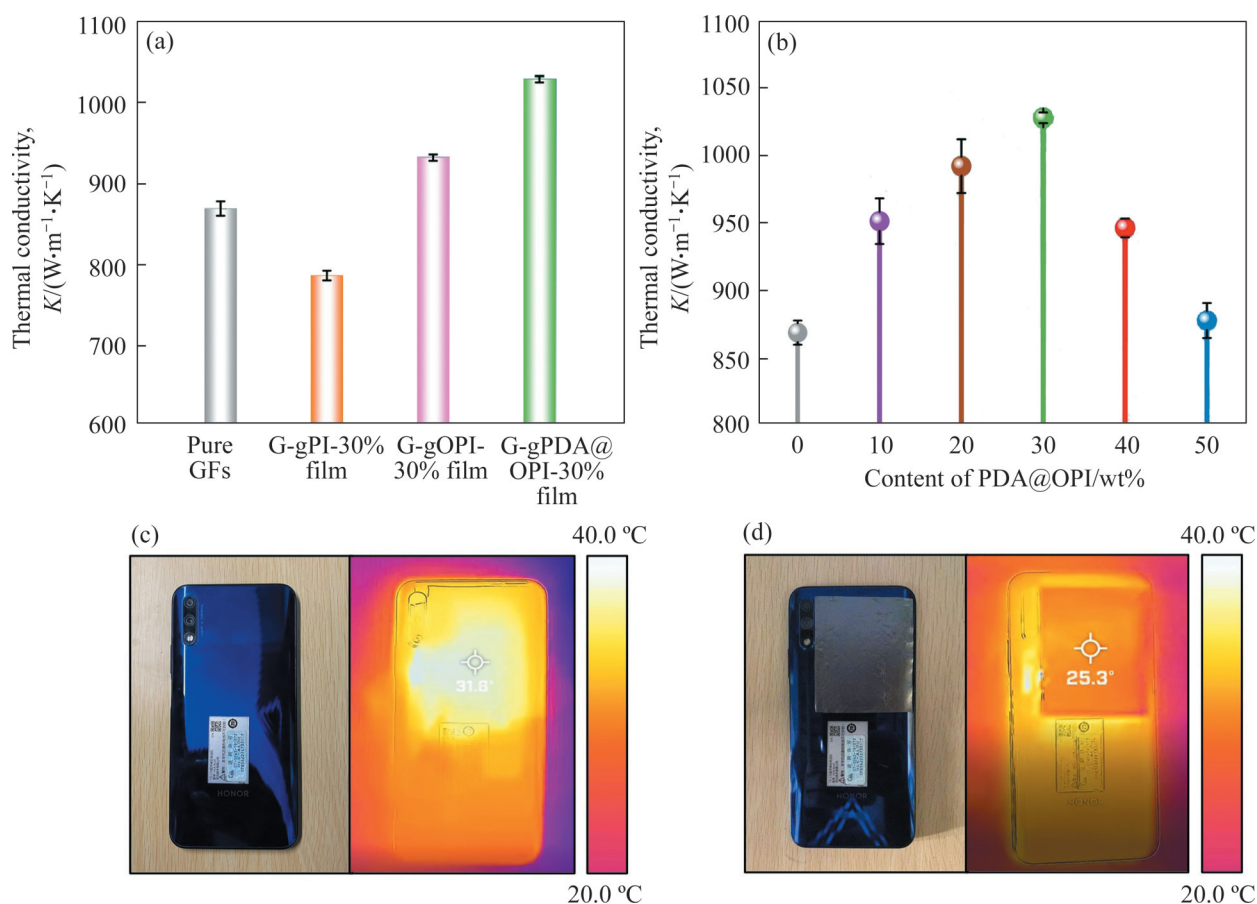 (a)
1100
1000
900
800
700
600
Thermal conductivity,
K/(W·m⁻¹·K⁻¹)
Pure
GFs
G-gPI-30%
film
G-gOPI-
30% film
G-gPDA@
OPI-30%
film
(b)
1100
1050
1000
950
900
850
800
Thermal conductivity,
K/(W·m⁻¹·K⁻¹)
0 10 20 30 40 50
Content of PDA@OPI/wt%
(c)
40.0 ºC
HONOR
31.8°
20.0 ºC
(d)
40.0 ºC
HONOR
25.3°
HONOR
20.0 ºC